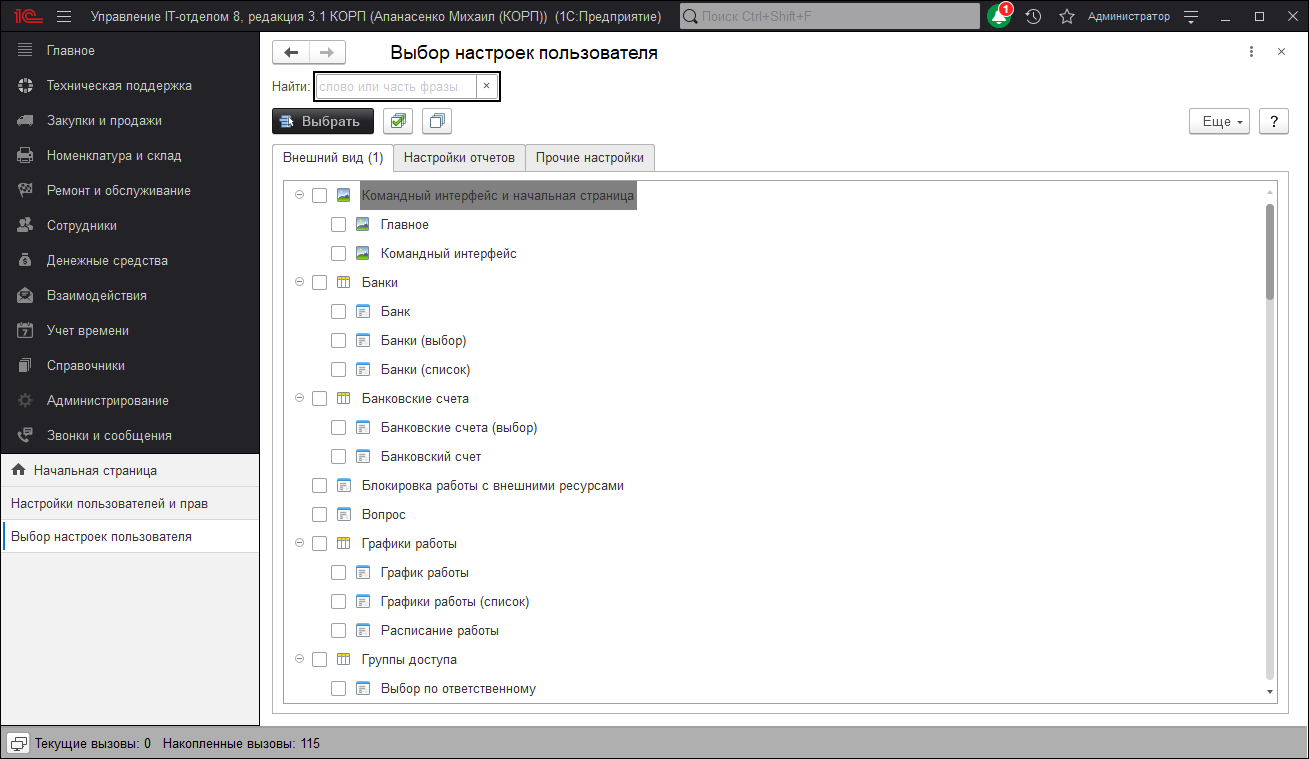 1С Управление IT-отделом 8, редакция 3.1 КОРП (Апанасенко Михаил (КОРП)) (1С:Предприятие) Поиск Ctrl+Shift+F 1 Администратор
Главное
Техническая поддержка
Закупки и продажи
Номенклатура и склад
Ремонт и обслуживание
Сотрудники
Денежные средства
Взаимодействия
7 Учет времени
Справочники
Администрирование
Звонки и сообщения
Начальная страница
Настройки пользователей и прав
Выбор настроек пользователя
Выбор настроек пользователя
Найти: слово или часть фразы ×
Выбрать Еще ?
Внешний вид (1) Настройки отчетов Прочие настройки
Командный интерфейс и начальная страница
Главное
Командный интерфейс
Банки
Банк
Банки (выбор)
Банки (список)
Банковские счета
Банковские счета (выбор)
Банковский счет
Блокировка работы с внешними ресурсами
Вопрос
Графики работы
График работы
Графики работы (список)
Расписание работы
Группы доступа
Выбор по ответственному
Текущие вызовы: 0 Накопленные вызовы: 115